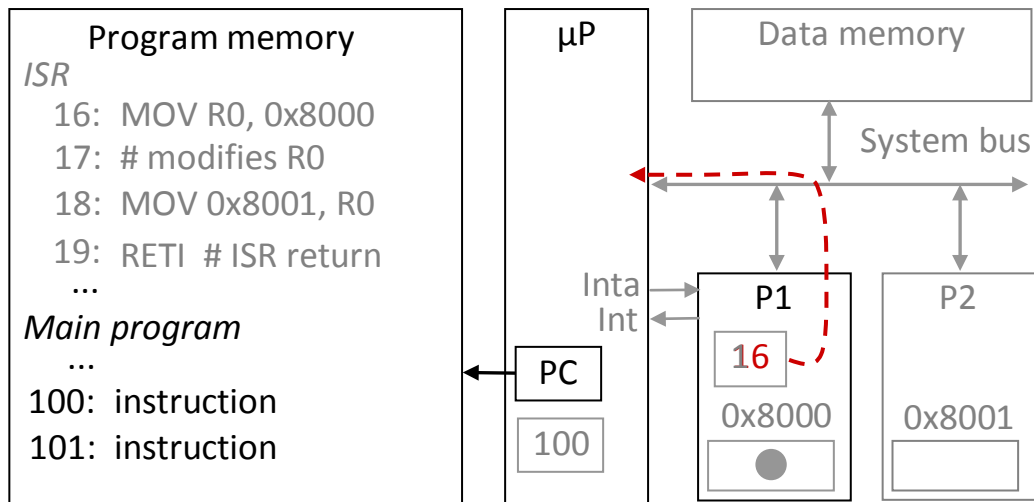 Program memory
ISR
16: MOV R0, 0x8000
17: # modifies R0
18: MOV 0x8001, R0
19: RETI # ISR return
...
Main program
...
100: instruction
101: instruction
μP
Inta
Int
PC
100
Data memory
System bus
P1
16
0x8000
P2
0x8001